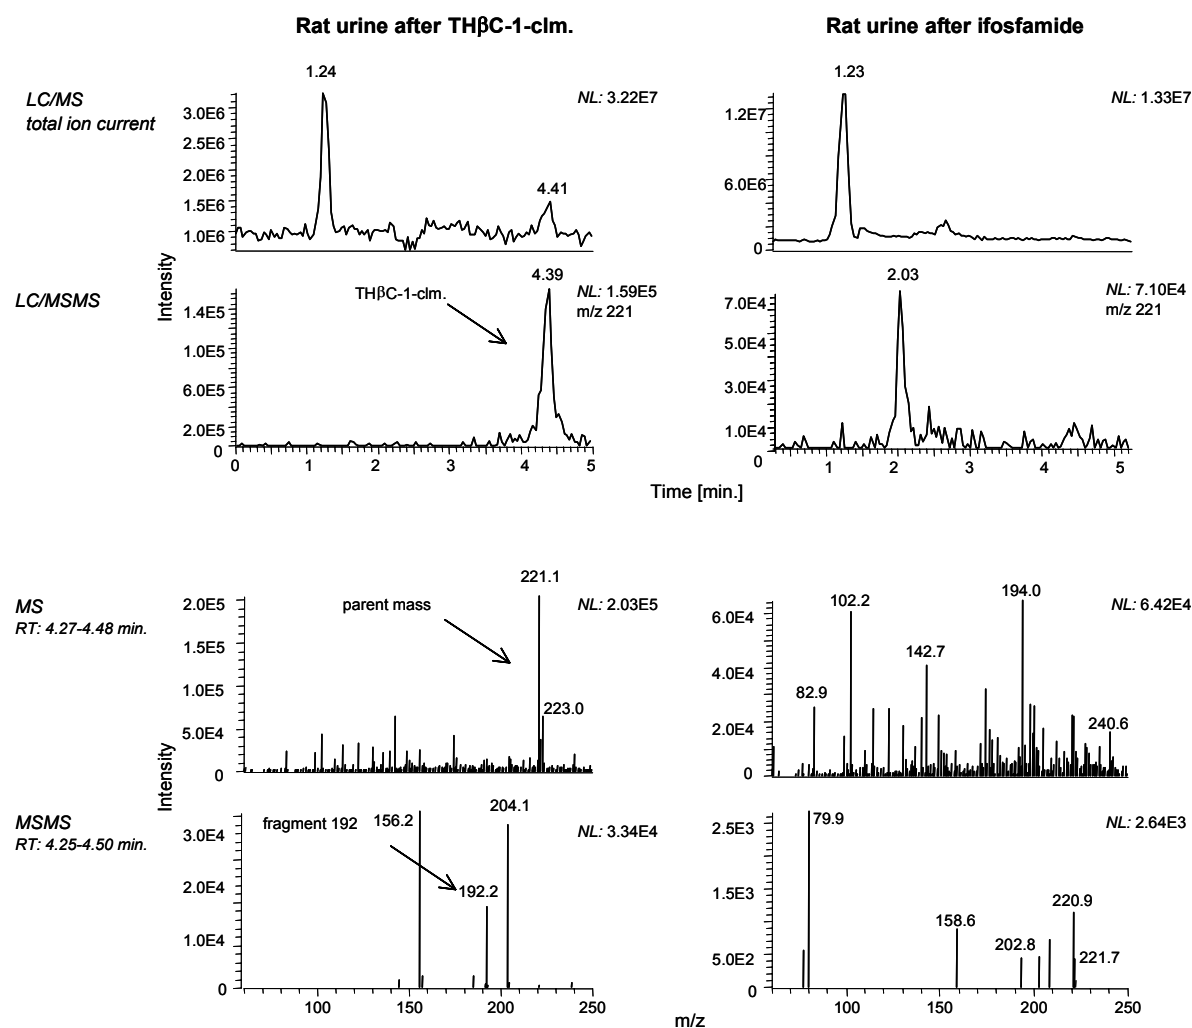 Rat urine after THβC-1-clm.
Rat urine after ifosfamide
LC/MS
total ion current
1.24
NL: 3.22E7
3.0E6
2.5E6
2.0E6
1.5E6
1.0E6
4.41
1.23
NL: 1.33E7
1.2E7
6.0E6
0
Intensity
LC/MSMS
THβC-1-clm.
4.39
NL: 1.59E5
m/z 221
1.4E5
1.0E5
6.0E5
2.0E5
0
0 1 2 3 4 5
2.03
NL: 7.10E4
m/z 221
7.0E4
5.0E4
3.0E4
1.0E4
0
1 2 3 4 5
Time [min.]
MS
RT: 4.27-4.48 min.
parent mass
221.1
NL: 2.03E5
223.0
2.0E5
1.5E5
1.0E5
5.0E4
0
6.0E4
4.0E4
2.0E4
0
82.9
102.2
142.7
194.0
240.6
NL: 6.42E4
Intensity
MSMS
RT: 4.25-4.50 min.
fragment 192
156.2
192.2
204.1
NL: 3.34E4
3.0E4
2.0E4
1.0E4
0
100 150 200 250
2.5E3
1.5E3
5.0E2
0
79.9
158.6
202.8
220.9
221.7
NL: 2.64E3
100 150 200 250
m/z